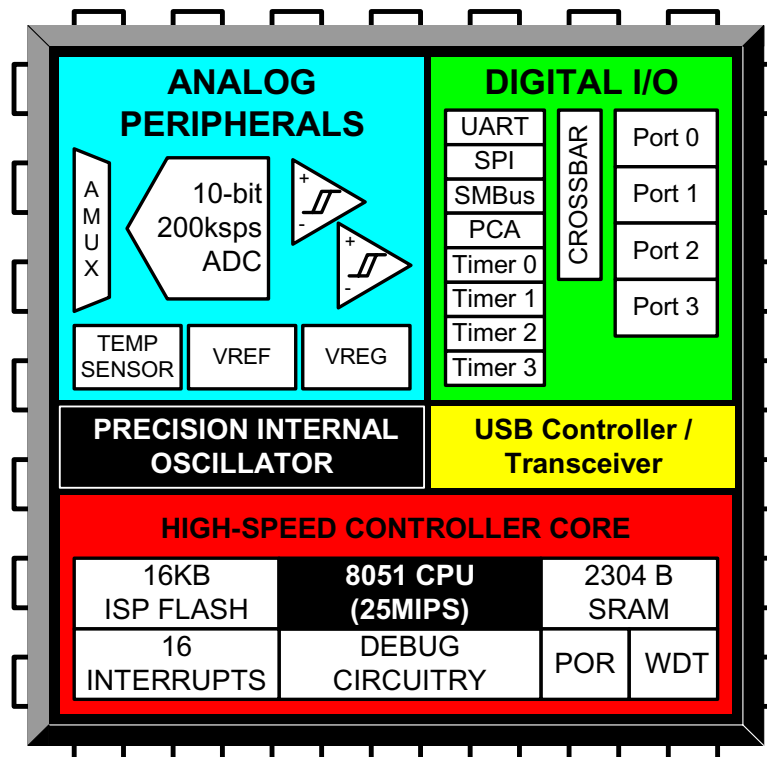 ANALOG
PERIPHERALS
A
M
U
X
10-bit
200ksps
ADC
+
-
+
-
TEMP
SENSOR
VREF
VREG
DIGITAL I/O
UART
SPI
SMBus
PCA
Timer 0
Timer 1
Timer 2
Timer 3
CROSSBAR
Port 0
Port 1
Port 2
Port 3
PRECISION INTERNAL
OSCILLATOR
USB Controller /
Transceiver
HIGH-SPEED CONTROLLER CORE
16KB
ISP FLASH
8051 CPU
(25MIPS)
2304 B
SRAM
16
INTERRUPTS
DEBUG
CIRCUITRY
POR
WDT